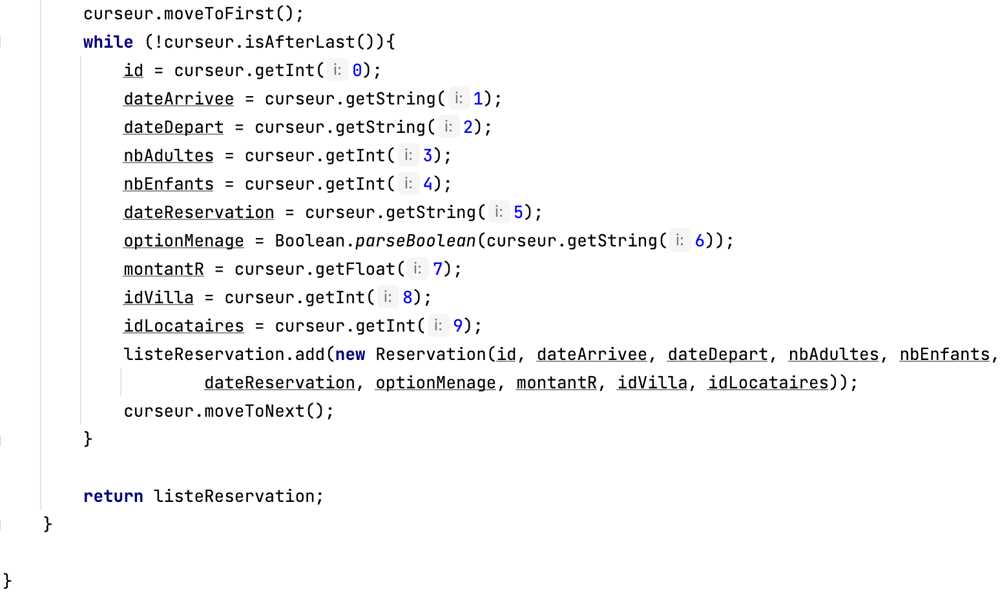 curseur.moveToFirst();
while (!curseur.isAfterLast()){
id = curseur.getInt( i: 0);
dateArrivee = curseur.getString( i: 1);
dateDepart = curseur.getString( i: 2);
nbAdultes = curseur.getInt( i: 3);
nbEnfants = curseur.getInt( i: 4);
dateReservation = curseur.getString( i: 5);
optionMenage = Boolean.parseBoolean(curseur.getString( i: 6));
montantR = curseur.getFloat( i: 7);
idVilla = curseur.getInt( i: 8);
idLocataires = curseur.getInt( i: 9);
listeReservation.add(new Reservation(id, dateArrivee, dateDepart, nbAdultes, nbEnfants,
dateReservation, optionMenage, montantR, idVilla, idLocataires));
curseur.moveToNext();
}
return listeReservation;
}
}